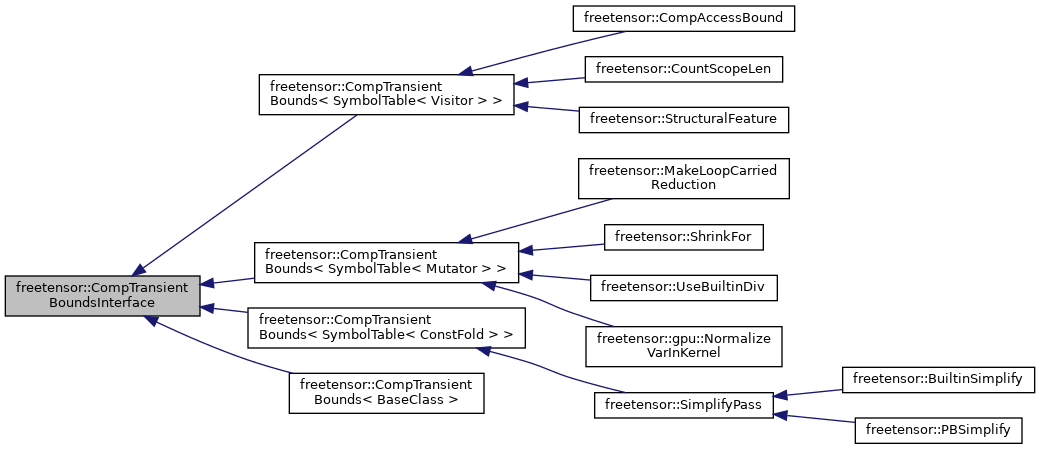 freetensor::CompAccessBound
freetensor::CompTransient
Bounds< SymbolTable< Visitor > >
freetensor::CountScopeLen
freetensor::StructuralFeature
freetensor::MakeLoopCarried
Reduction
freetensor::CompTransient
Bounds< SymbolTable< Mutator > >
freetensor::ShrinkFor
freetensor::UseBuiltinDiv
freetensor::CompTransient
BoundsInterface
freetensor::CompTransient
Bounds< SymbolTable< ConstFold > >
freetensor::gpu::Normalize
VarInKernel
freetensor::CompTransient
Bounds< BaseClass >
freetensor::SimplifyPass
freetensor::BuiltinSimplify
freetensor::PBSimplify